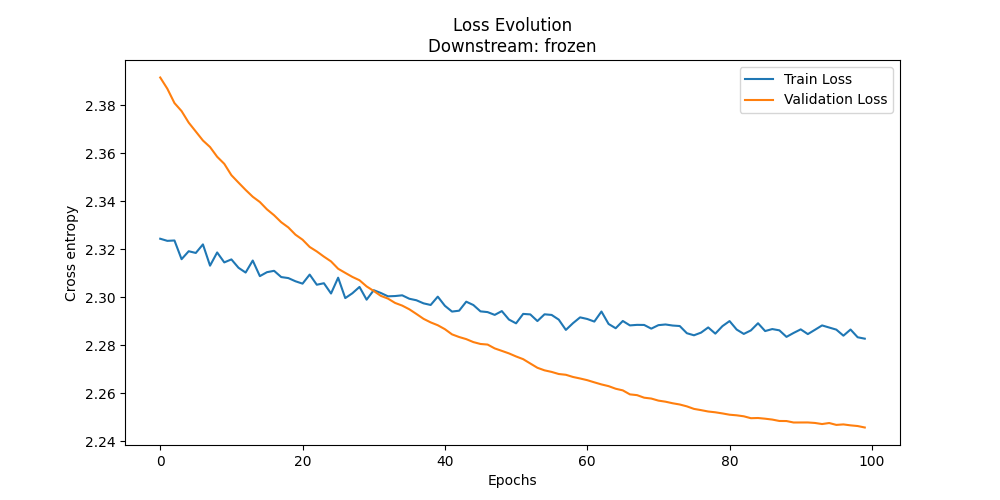 Loss Evolution
Downstream: frozen
Train Loss
Validation Loss
Cross entropy
2.38
2.36
2.34
2.32
2.30
2.28
2.26
2.24
0 20 40 60 80 100
Epochs